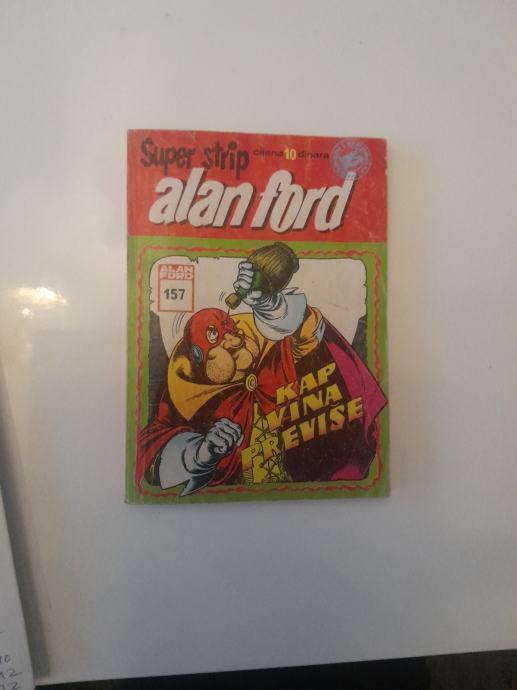 Super strip cijena 10 dinara
alan ford
ALAN
FORD
157
KAP
VINA
PREVIŠE